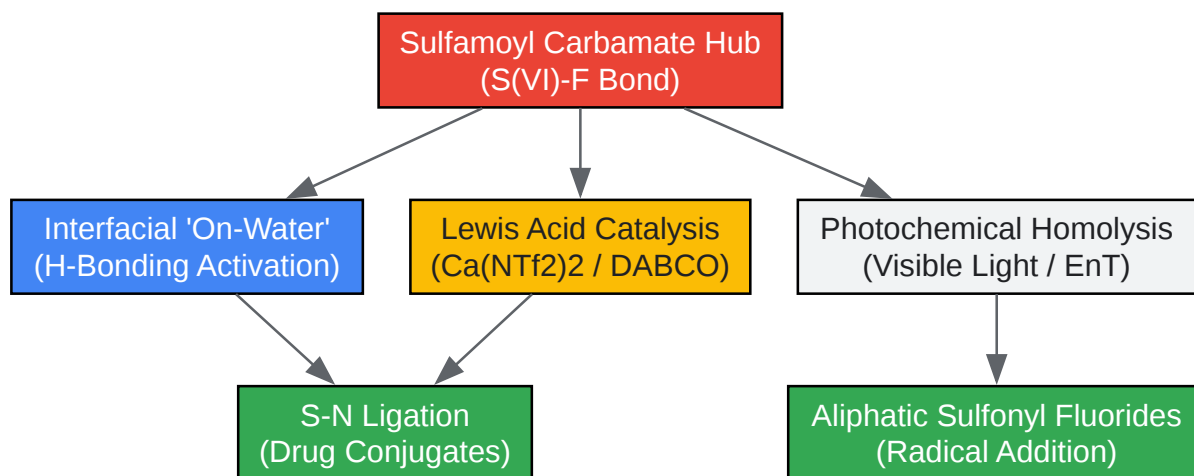 Sulfamoyl Carbamate Hub
(S(VI)-F Bond)
Interfacial 'On-Water'
(H-Bonding Activation)
Lewis Acid Catalysis
(Ca(NTf2)2 / DABCO)
Photochemical Homolysis
(Visible Light / EnT)
S-N Ligation
(Drug Conjugates)
Aliphatic Sulfonyl Fluorides
(Radical Addition)